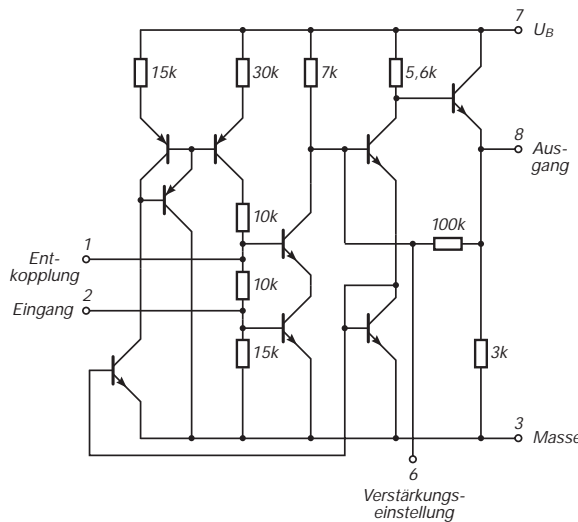 7
U_B
15k
30k
7k
5,6k
8
Aus-
gang
10k
100k
1
Ent-
kopplung
10k
2
Eingang
15k
3k
3
Masse
6
Verstärkungs-
einstellung